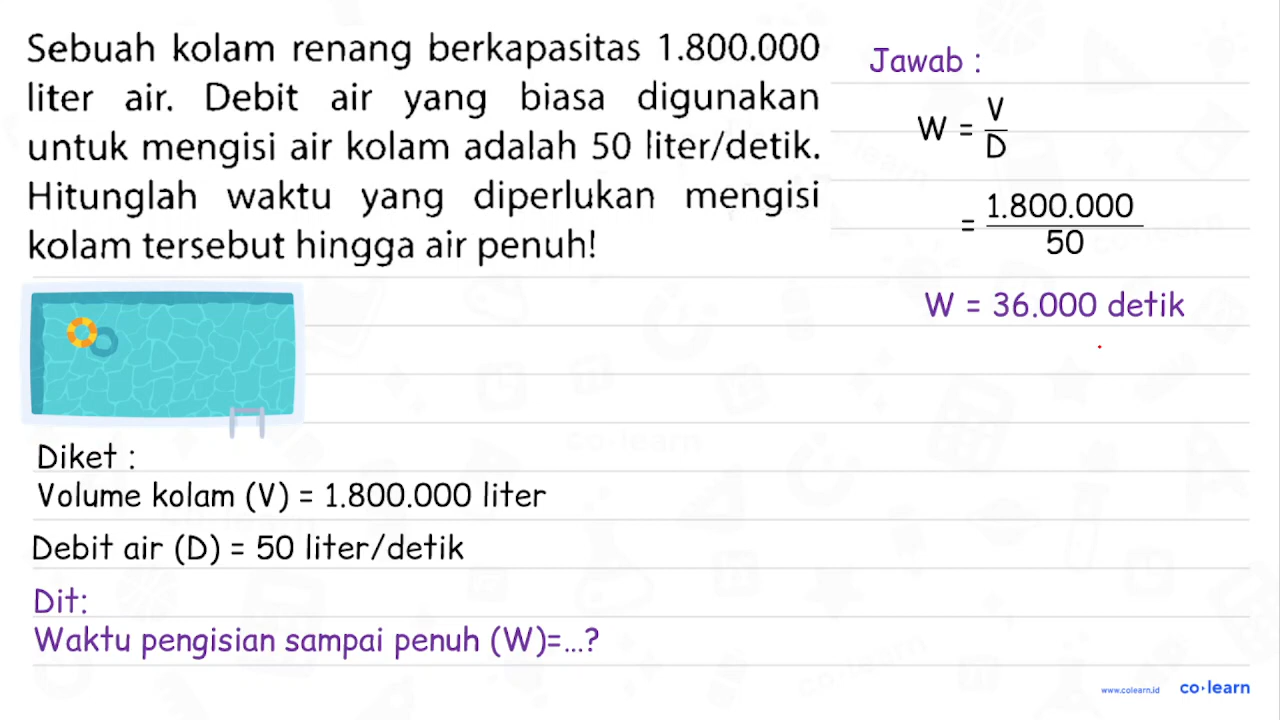 Sebuah kolam renang berkapasitas 1.800.000
liter air. Debit air yang biasa digunakan
untuk mengisi air kolam adalah 50 liter/detik.
Hitunglah waktu yang diperlukan mengisi
kolam tersebut hingga air penuh!
Diket :
Volume kolam (V) = 1.800.000 liter
Debit air (D) = 50 liter/detik
Dit:
Waktu pengisian sampai penuh (W)=...?
Jawab :
W = V/D
= 1.800.000/50
W = 36.000 detik
www.colearn.id co·learn